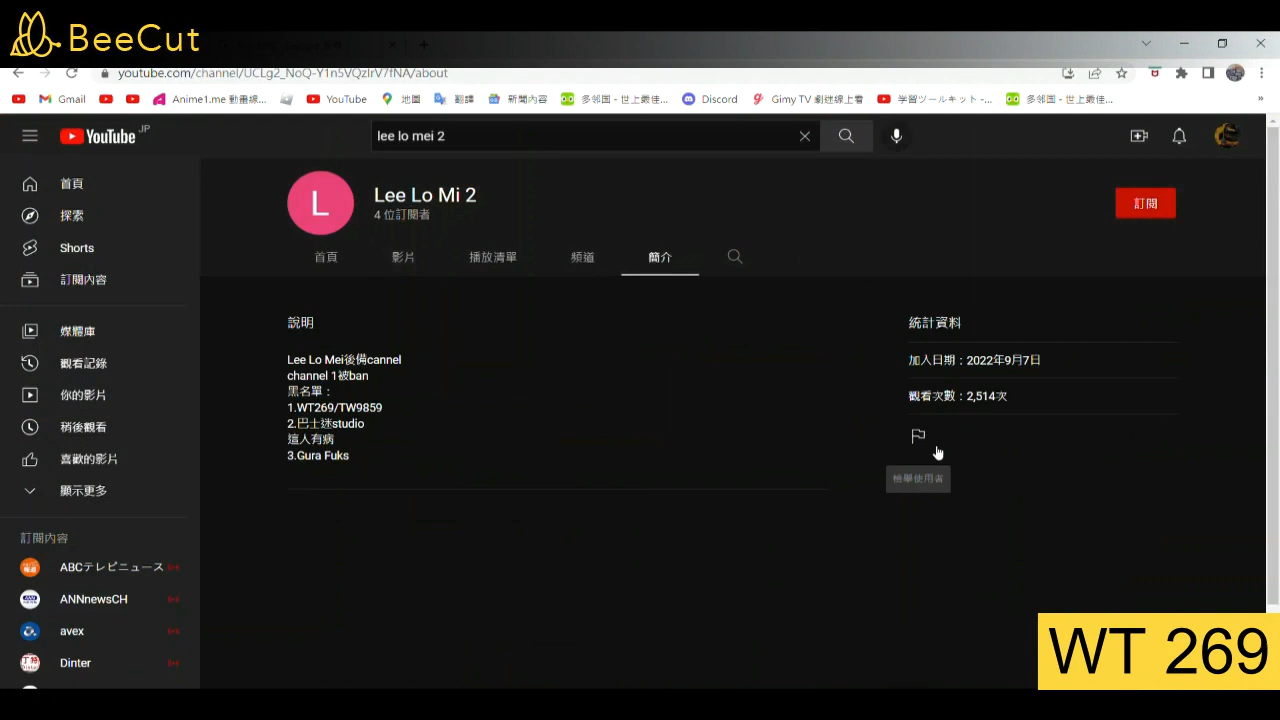 BeeCut
youtube.com/channel/UCLg2_NoQ-Y1n5VQzIrV7fNA/about
Gmail
Anime1.me 動畫線...
YouTube
地圖
翻譯
新聞內容
多邻国 - 世上最佳...
Discord
Gimy TV 劇迷線上看
学習ツールキット - ...
多邻国 - 世上最佳...
YouTube JP
lee lo mei 2
首頁
探索
Shorts
訂閱內容
媒體庫
觀看記錄
你的影片
稍後觀看
喜歡的影片
顯示更多
訂閱內容
ABCテレビニュース
ANNnewsCH
avex
Dinter
L
Lee Lo Mi 2
4 位訂閱者
訂閱
首頁
影片
播放清單
頻道
簡介
說明
Lee Lo Mei後備cannel
channel 1被ban
黑名單：
1.WT269/TW9859
2.巴士迷studio
這人有病
3.Gura Fuks
統計資料
加入日期：2022年9月7日
觀看次數：2,514次
檢舉使用者
WT 269